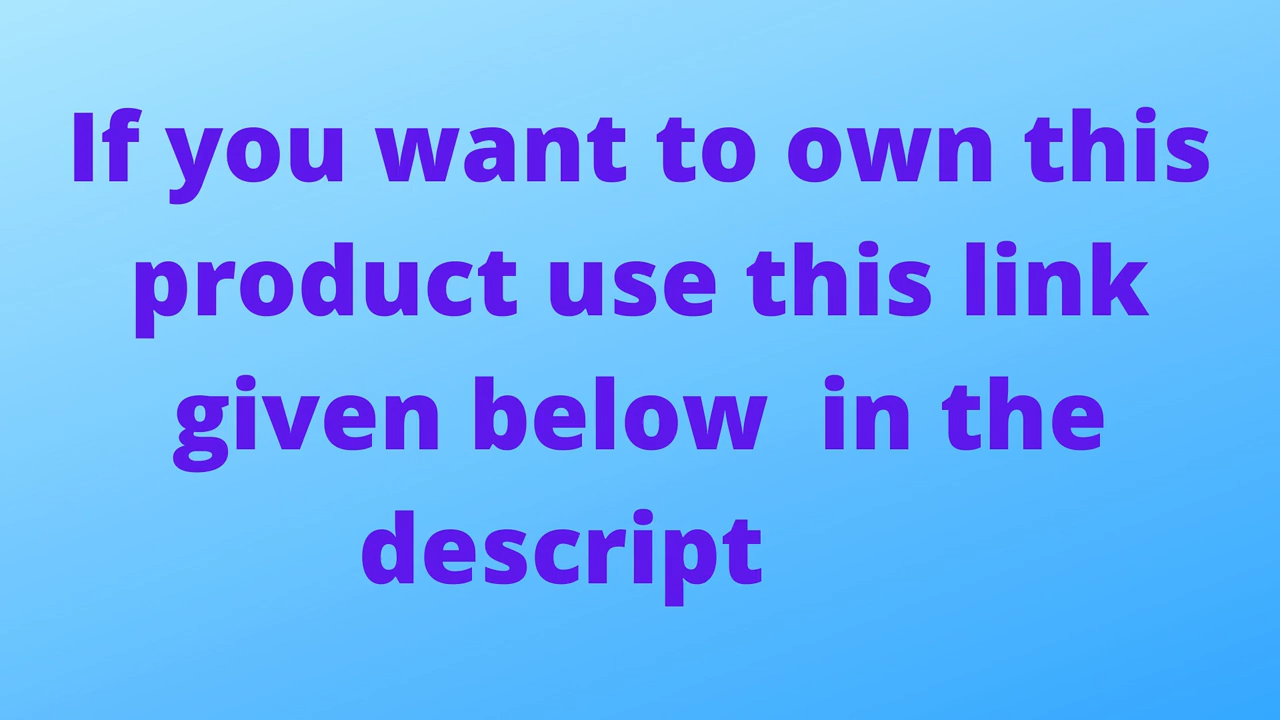 If you want to own this
product use this link
given below  in the
descript